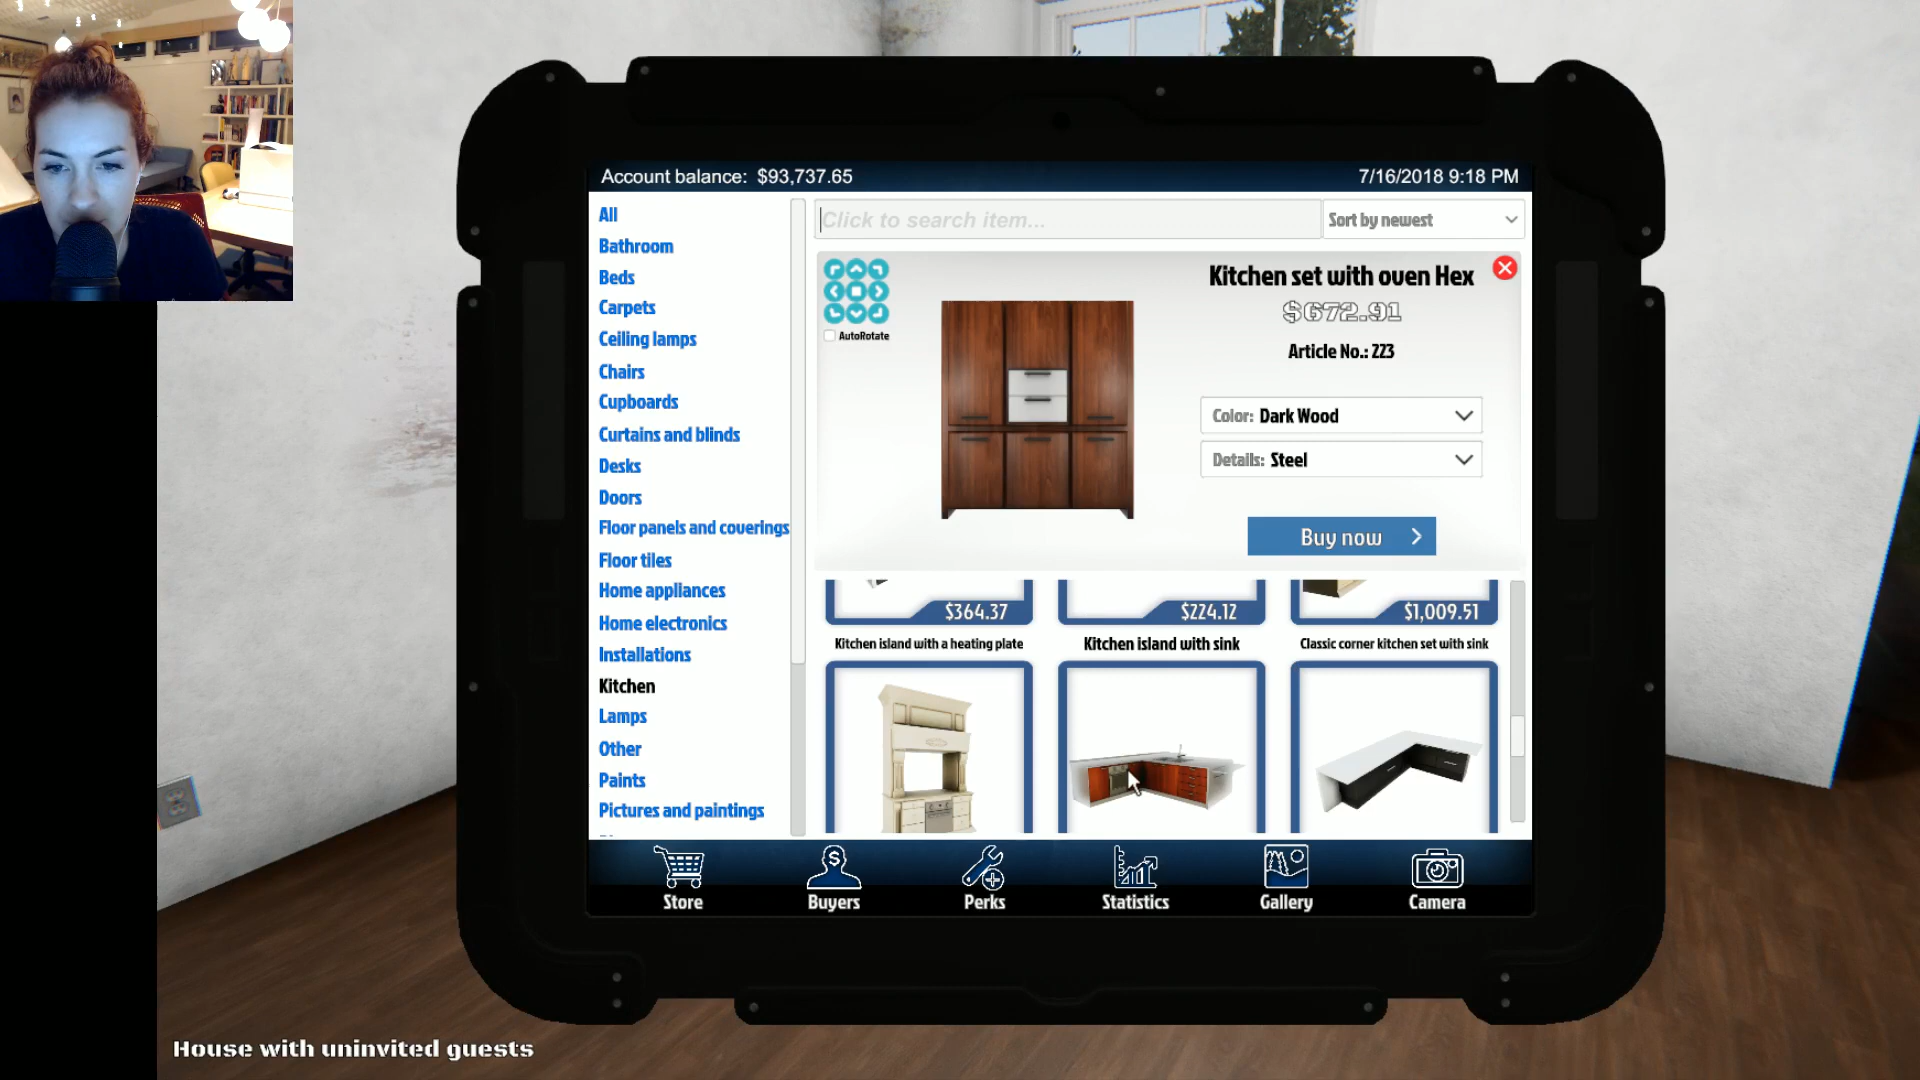 Account balance: $93,737.65
7/16/2018 9:18 PM
All
Bathroom
Beds
Carpets
Ceiling lamps
Chairs
Cupboards
Curtains and blinds
Desks
Doors
Floor panels and coverings
Floor tiles
Home appliances
Home electronics
Installations
Kitchen
Lamps
Other
Paints
Pictures and paintings
Click to search item...
Sort by newest
AutoRotate
Kitchen set with oven Hex
$672.91
Article No.: 223
Color: Dark Wood
Details: Steel
Buy now
$364.37
$224.12
$1,009.51
Kitchen island with a heating plate
Kitchen island with sink
Classic corner kitchen set with sink
Store
Buyers
Perks
Statistics
Gallery
Camera
House with uninvited guests